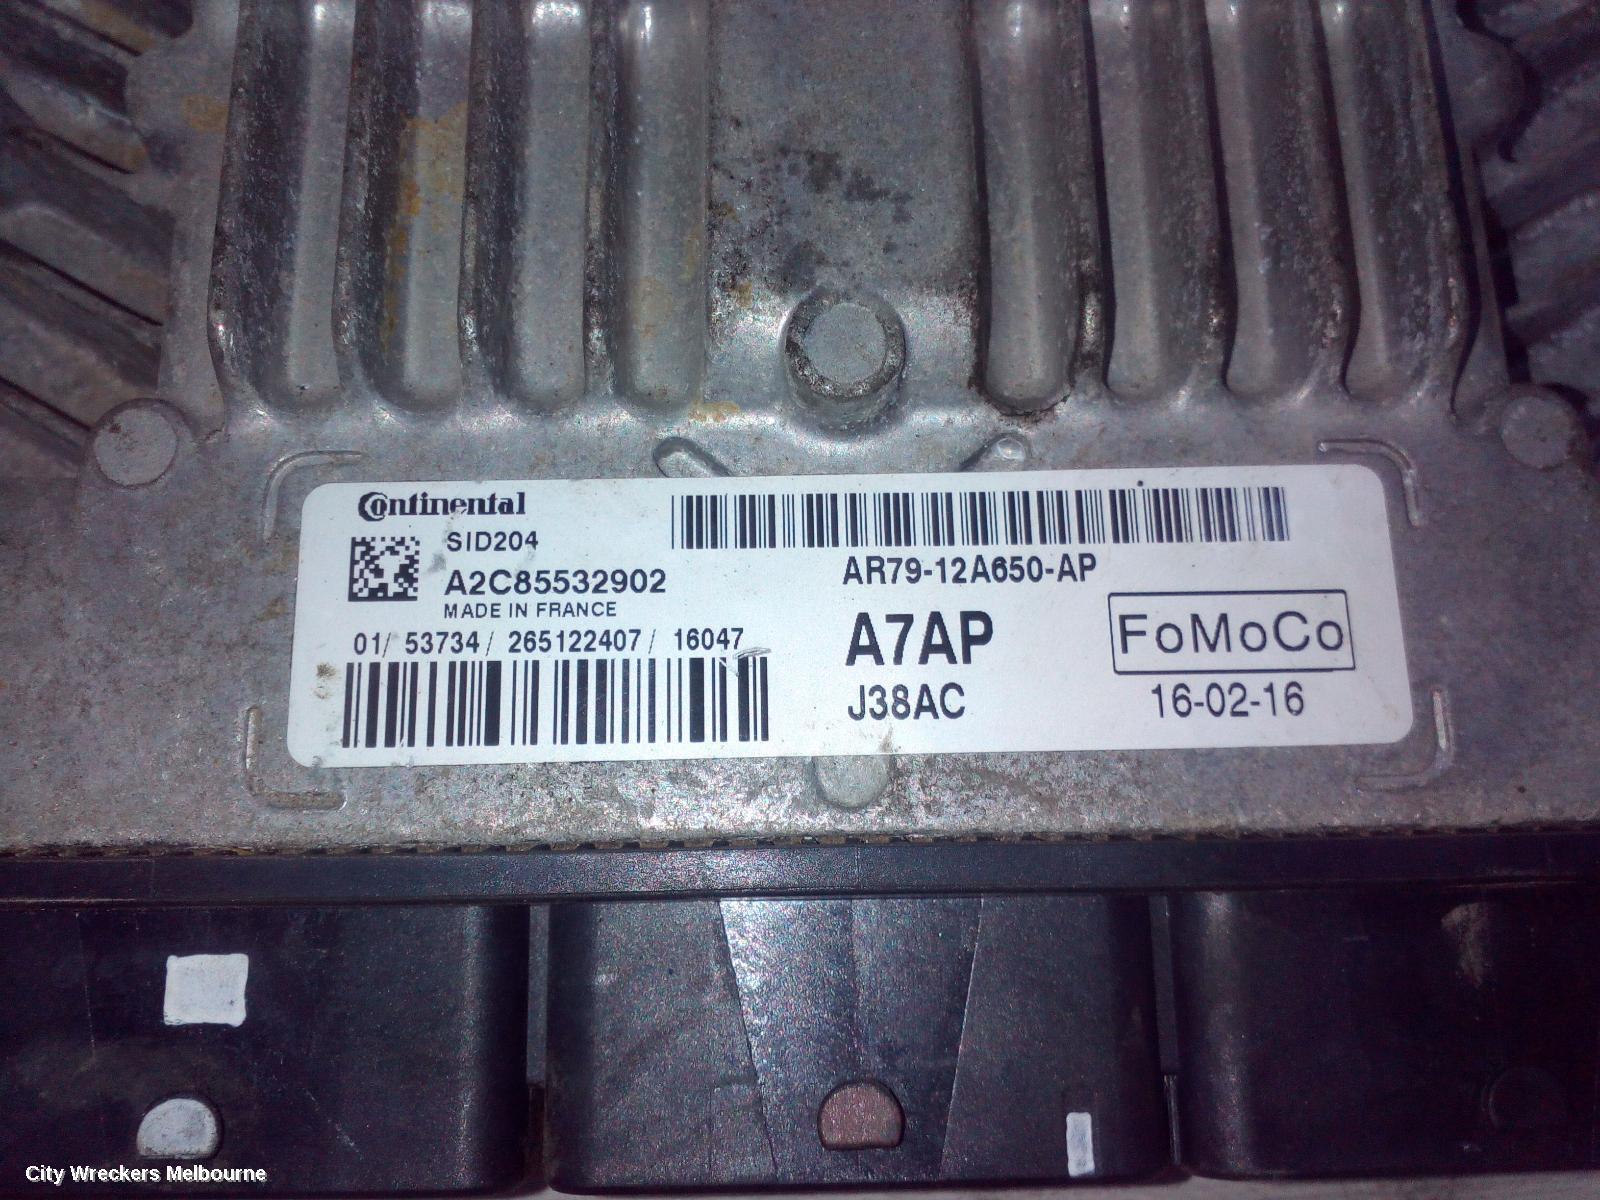 Continental
SID204
A2C85532902
MADE IN FRANCE
01/ 53734/ 265122407/ 16047
AR79-12A650-AP
A7AP
J38AC
FoMoCo
16-02-16
City Wreckers Melbourne